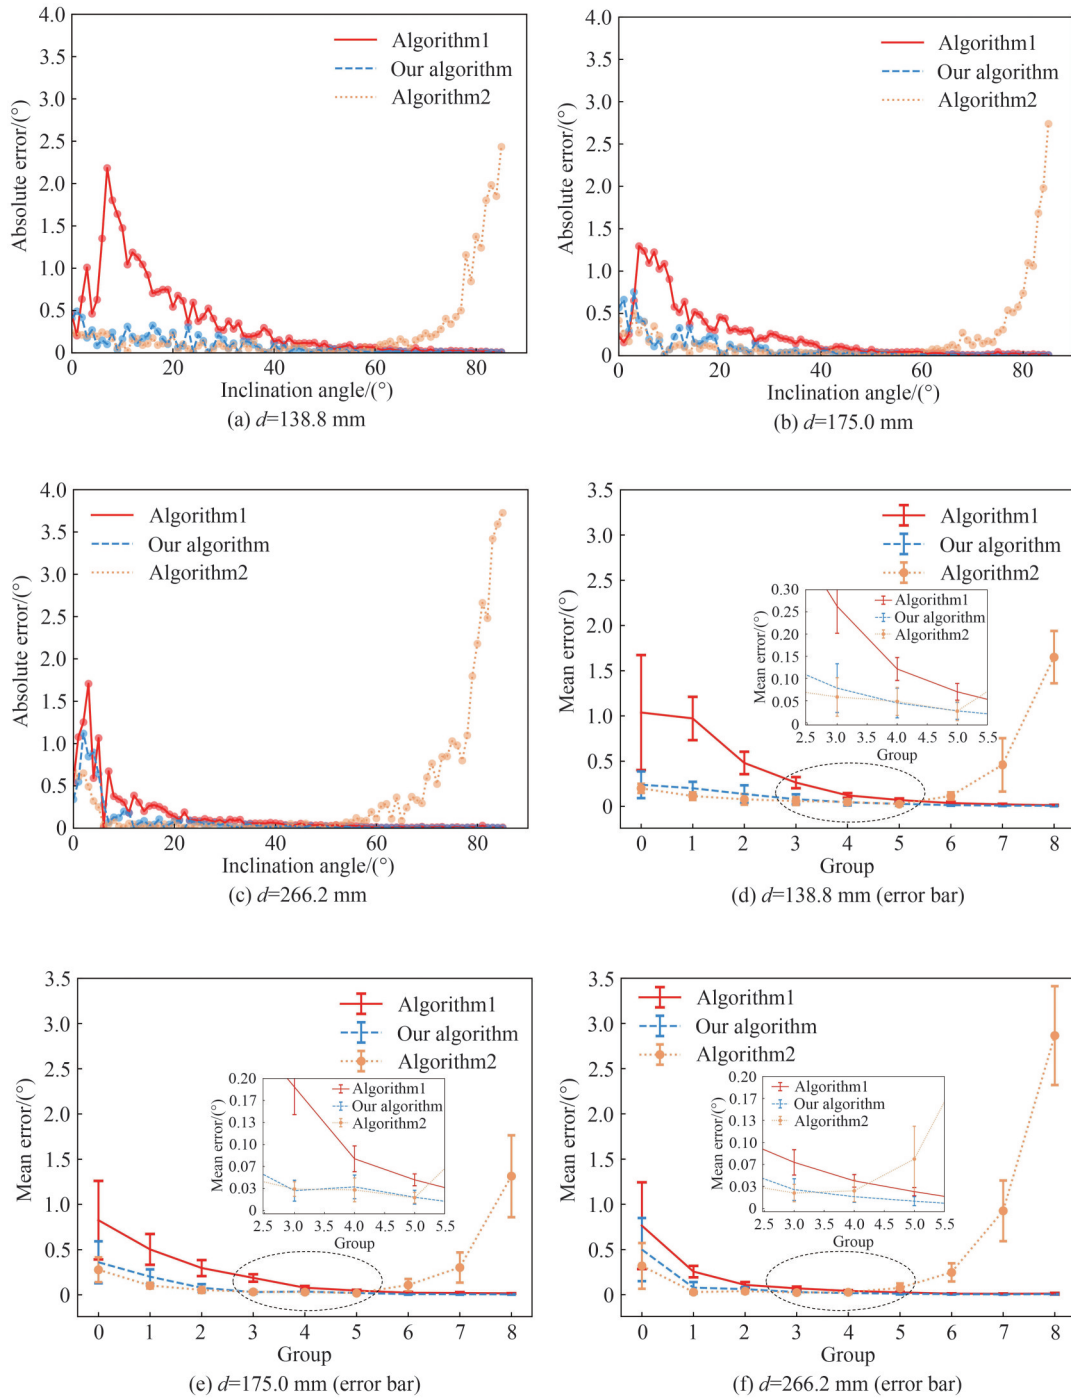 4.0
3.5
3.0
2.5
2.0
1.5
1.0
0.5
0
Absolute error/(°)
Algorithm1
Our algorithm
Algorithm2
0 20 40 60 80
Inclination angle/(°)
(a) d=138.8 mm
4.0
3.5
3.0
2.5
2.0
1.5
1.0
0.5
0
Absolute error/(°)
Algorithm1
Our algorithm
Algorithm2
0 20 40 60 80
Inclination angle/(°)
(b) d=175.0 mm
4.0
3.5
3.0
2.5
2.0
1.5
1.0
0.5
0
Absolute error/(°)
Algorithm1
Our algorithm
Algorithm2
0 20 40 60 80
Inclination angle/(°)
(c) d=266.2 mm
3.5
3.0
2.5
2.0
1.5
1.0
0.5
0
Mean error/(°)
Algorithm1
Our algorithm
Algorithm2
0.30
0.25
0.20
0.15
0.10
0.05
0
Mean error/(°)
Algorithm1
Our algorithm
Algorithm2
2.5 3.0 3.5 4.0 4.5 5.0 5.5
Group
0 1 2 3 4 5 6 7 8
Group
(d) d=138.8 mm (error bar)
3.5
3.0
2.5
2.0
1.5
1.0
0.5
0
Mean error/(°)
Algorithm1
Our algorithm
Algorithm2
0.20
0.17
0.13
0.10
0.07
0.03
0
Mean error/(°)
Algorithm1
Our algorithm
Algorithm2
2.5 3.0 3.5 4.0 4.5 5.0 5.5
Group
0 1 2 3 4 5 6 7 8
Group
(e) d=175.0 mm (error bar)
3.5
3.0
2.5
2.0
1.5
1.0
0.5
0
Mean error/(°)
Algorithm1
Our algorithm
Algorithm2
0.20
0.17
0.13
0.10
0.07
0.03
0
Mean error/(°)
Algorithm1
Our algorithm
Algorithm2
2.5 3.0 3.5 4.0 4.5 5.0 5.5
Group
0 1 2 3 4 5 6 7 8
Group
(f) d=266.2 mm (error bar)